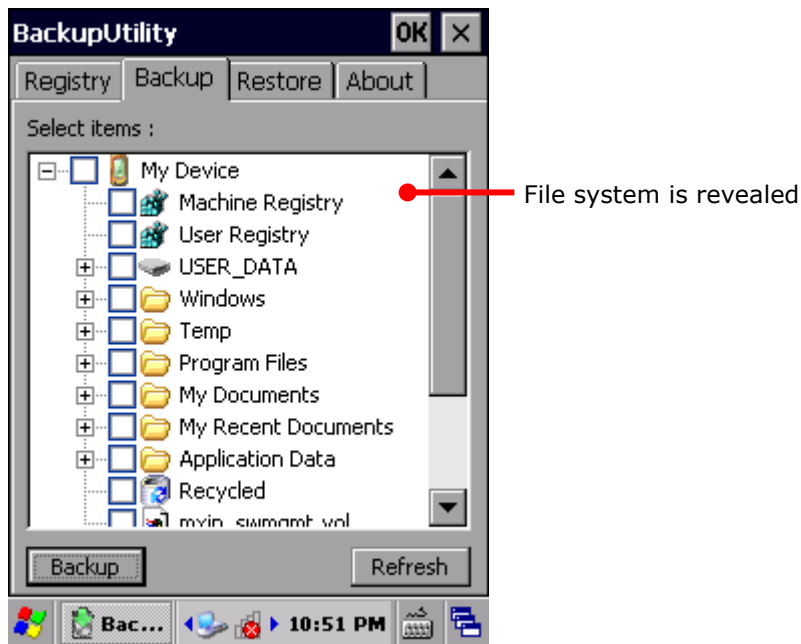 BackupUtility OK ×
Registry Backup Restore About
Select items :
My Device
Machine Registry
User Registry
USER_DATA
Windows
Temp
Program Files
My Documents
My Recent Documents
Application Data
Recycled
mxip_swmgmt_vol
Backup Refresh
Bac... 10:51 PM
File system is revealed